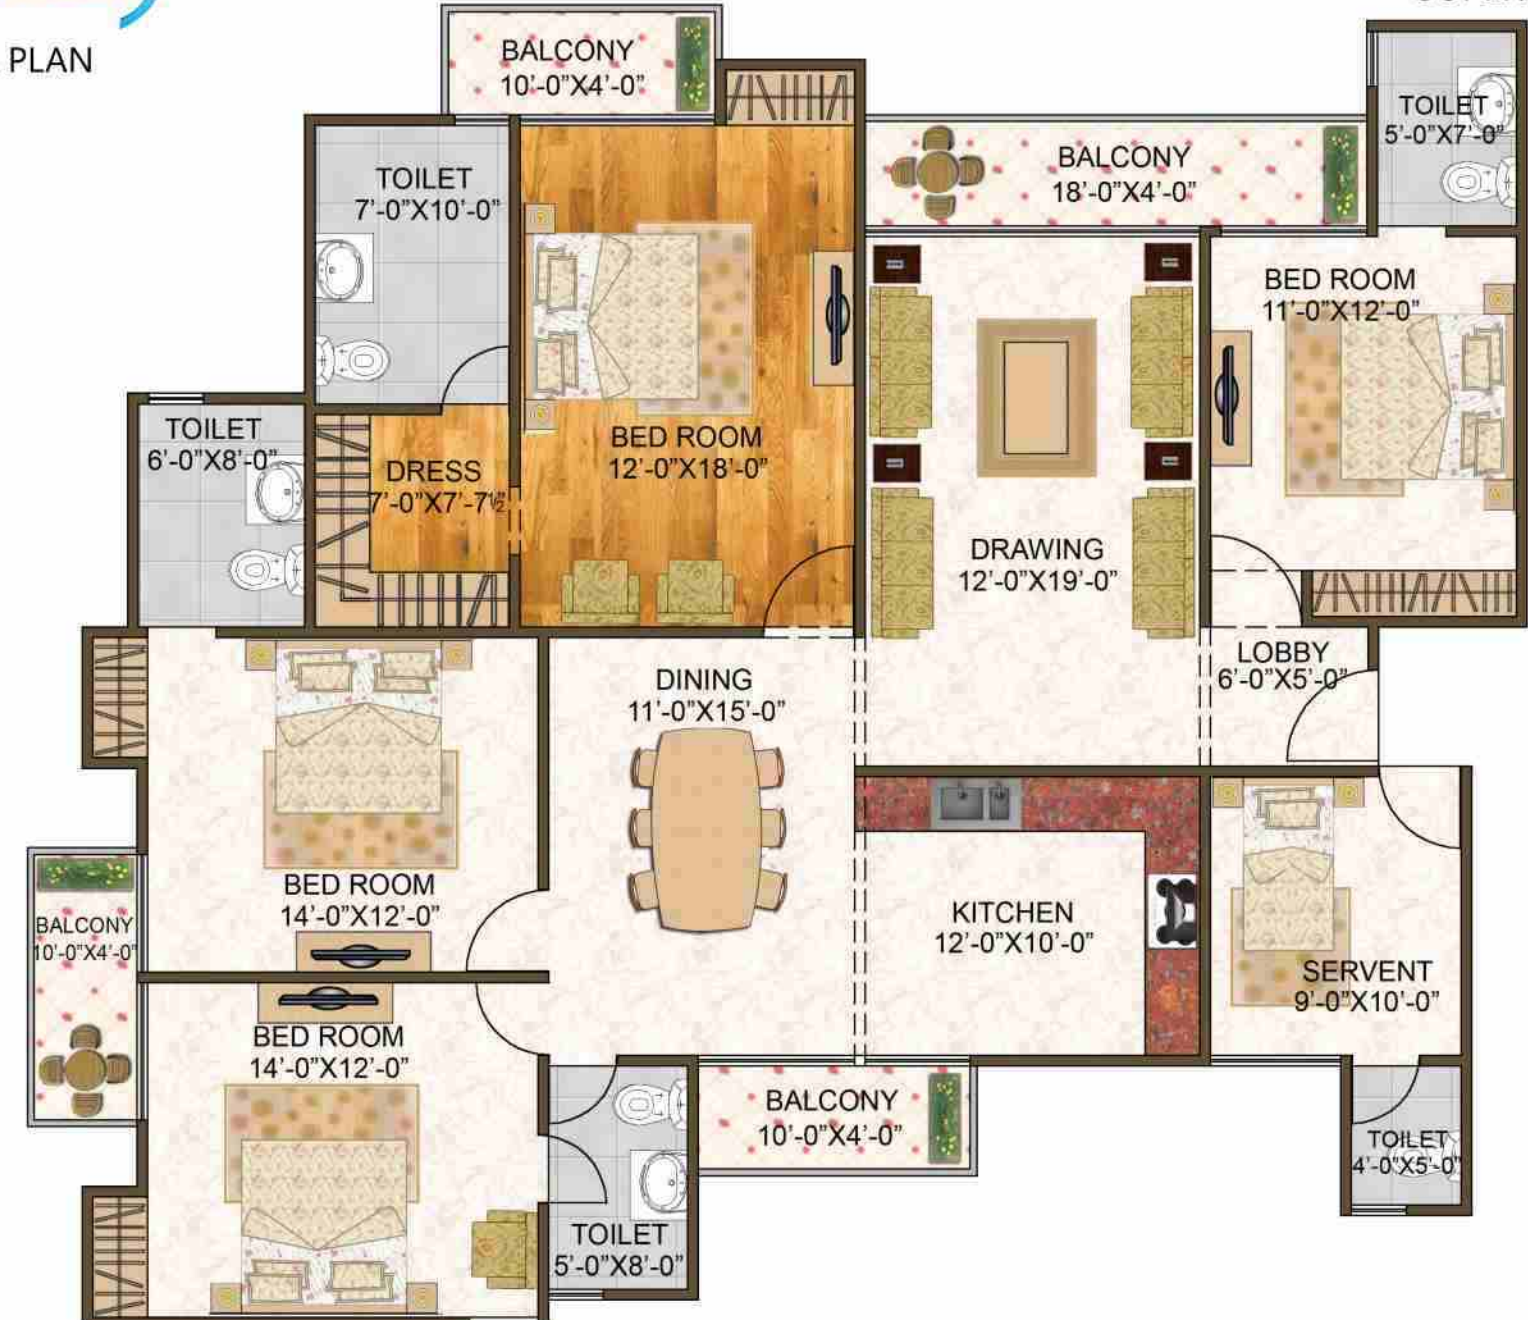 PLAN
BALCONY
10'-0"X4'-0"
TOILET
5'-0"X7'-0"
BALCONY
18'-0"X4'-0"
TOILET
7'-0"X10'-0"
BED ROOM
11'-0"X12'-0"
TOILET
6'-0"X8'-0"
BED ROOM
12'-0"X18'-0"
DRESS
7'-0"X7'-7½"
DRAWING
12'-0"X19'-0"
LOBBY
6'-0"X5'-0"
DINING
11'-0"X15'-0"
BED ROOM
14'-0"X12'-0"
BALCONY
10'-0"X4'-0"
KITCHEN
12'-0"X10'-0"
SERVENT
9'-0"X10'-0"
BED ROOM
14'-0"X12'-0"
BALCONY
10'-0"X4'-0"
TOILET
4'-0"X5'-0"
TOILET
5'-0"X8'-0"